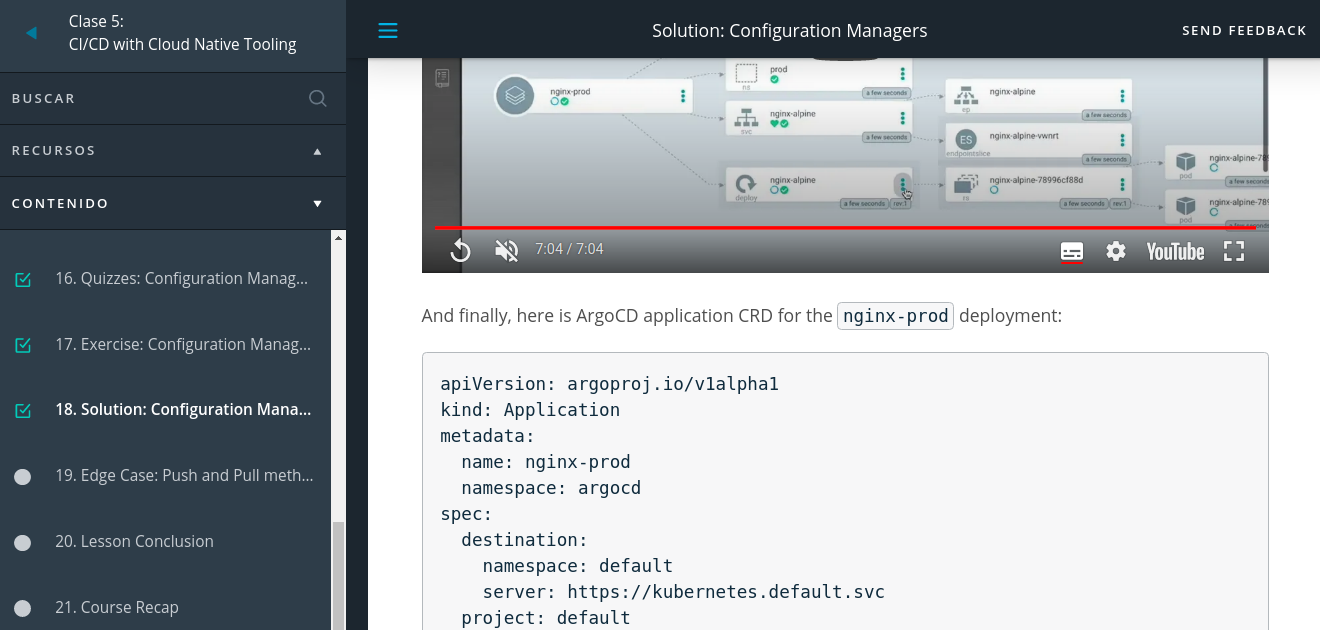 Clase 5:
CI/CD with Cloud Native Tooling
BUSCAR
RECURSOS
CONTENIDO
16. Quizzes: Configuration Manag...
17. Exercise: Configuration Manag...
18. Solution: Configuration Mana...
19. Edge Case: Push and Pull meth...
20. Lesson Conclusion
21. Course Recap
Solution: Configuration Managers
SEND FEEDBACK
nginx-prod
prod
ns
a few seconds
nginx-alpine
svc
a few seconds
nginx-alpine
deploy
a few seconds
rev:1
nginx-alpine
ep
a few seconds
ES
nginx-alpine-vwnrt
endpointslice
a few seconds
nginx-alpine-78996cf88d
rs
a few seconds
rev:1
nginx-alpine-789
pod
a few seconds
nginx-alpine-789
pod
a few seconds
7:04 / 7:04
YouTube
And finally, here is ArgoCD application CRD for the nginx-prod deployment:
apiVersion: argoproj.io/v1alpha1
kind: Application
metadata:
  name: nginx-prod
  namespace: argocd
spec:
  destination:
    namespace: default
    server: https://kubernetes.default.svc
  project: default